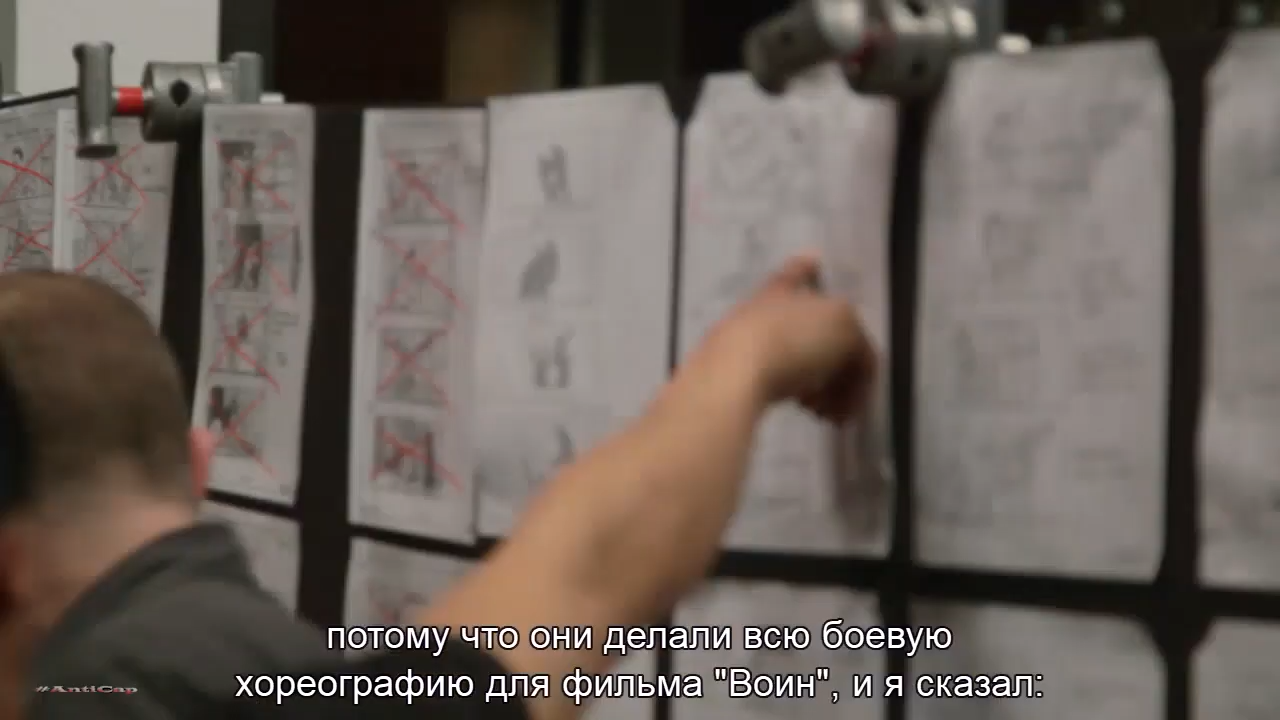 потому что они делали всю боевую
хореографию для фильма "Воин", и я сказал:
#AntiCap